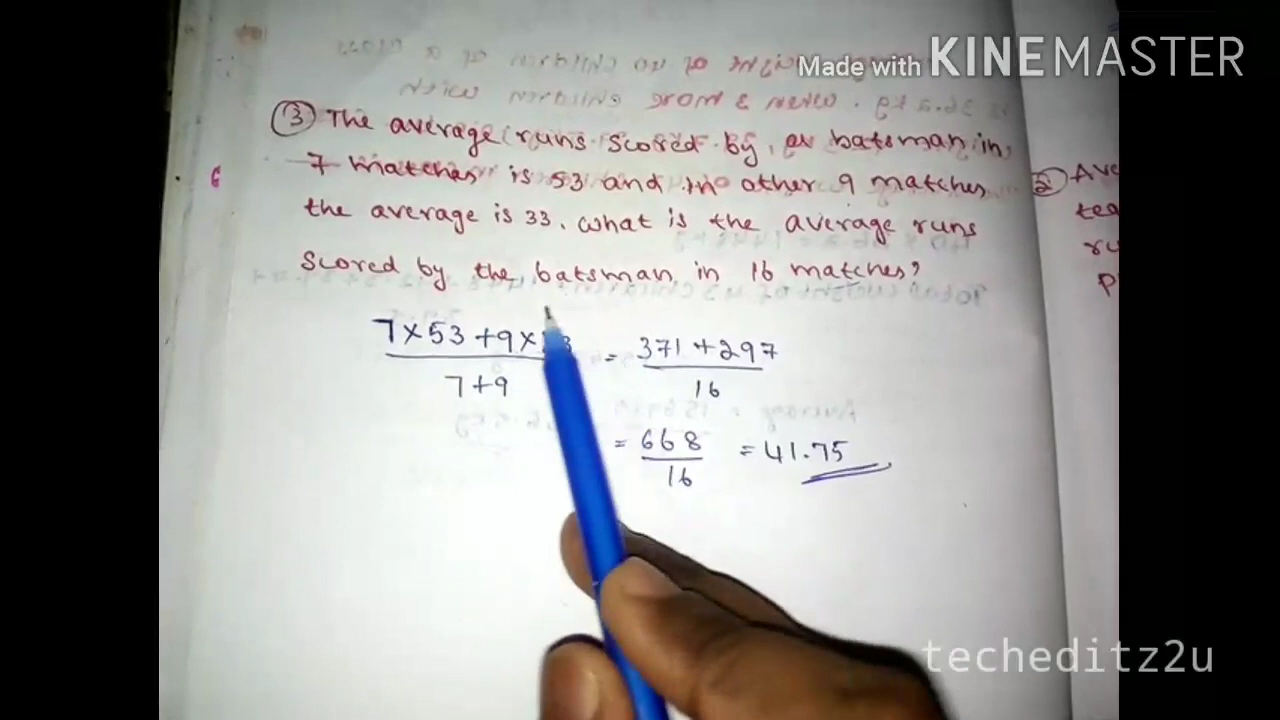 Made with KINEMASTER
③ The average runs scored by a batsman in
7 matches is 53 and in other 9 matches
the average is 33. what is the average runs
scored by the batsman in 16 matches?
7×53+9× = 371+297
7+9 16
= 668 = 41.75
16
②
techeditz2u